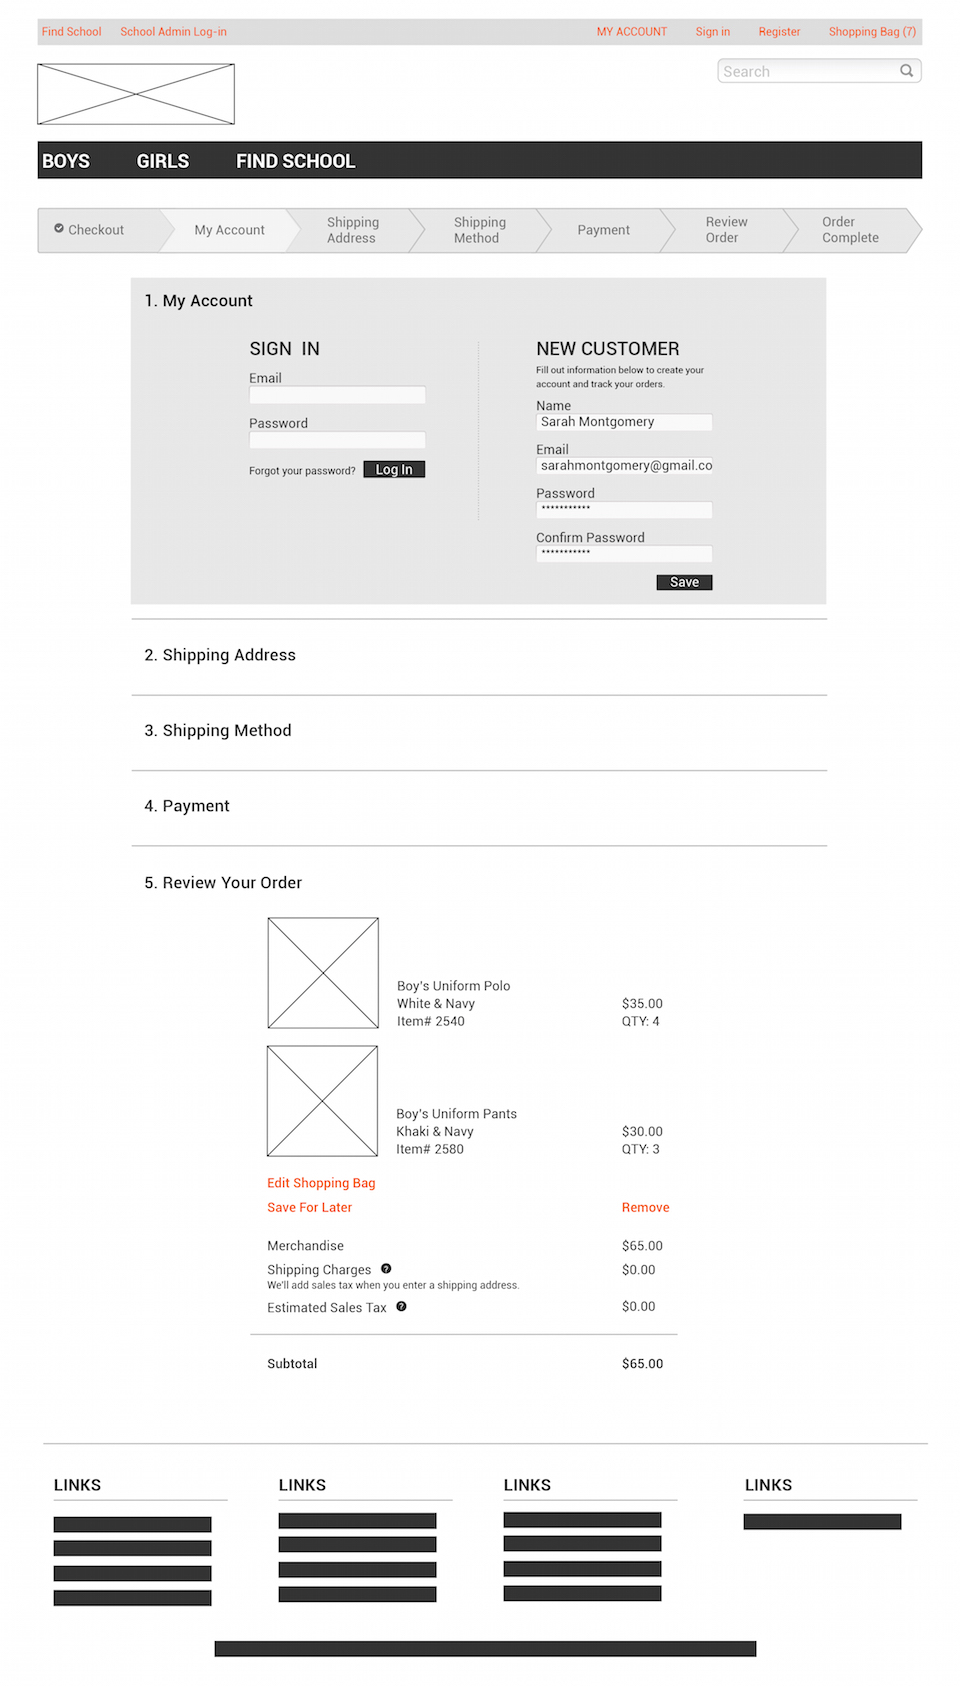 Find School School Admin Log-in MY ACCOUNT Sign in Register Shopping Bag (7)
Search
BOYS GIRLS FIND SCHOOL
Checkout
My Account
Shipping
Address
Shipping
Method
Payment
Review
Order
Order
Complete
1. My Account
SIGN IN
Email
Password
Forgot your password? Log In
NEW CUSTOMER
Fill out information below to create your
account and track your orders.
Name
Sarah Montgomery
Email
sarahmontgomery@gmail.co
Password
***********
Confirm Password
***********
Save
2. Shipping Address
3. Shipping Method
4. Payment
5. Review Your Order
Boy's Uniform Polo
White & Navy $35.00
Item# 2540 QTY: 4
Boy's Uniform Pants
Khaki & Navy $30.00
Item# 2580 QTY: 3
Edit Shopping Bag
Save For Later Remove
Merchandise $65.00
Shipping Charges ? $0.00
We'll add sales tax when you enter a shipping address.
Estimated Sales Tax ? $0.00
Subtotal $65.00
LINKS LINKS LINKS LINKS